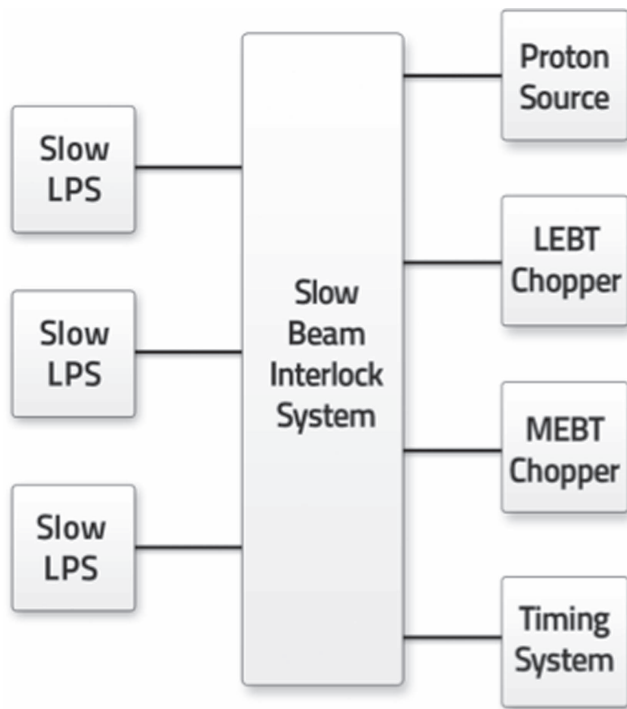 Slow
LPS
Slow
LPS
Slow
LPS
Slow
Beam
Interlock
System
Proton
Source
LEBT
Chopper
MEBT
Chopper
Timing
System